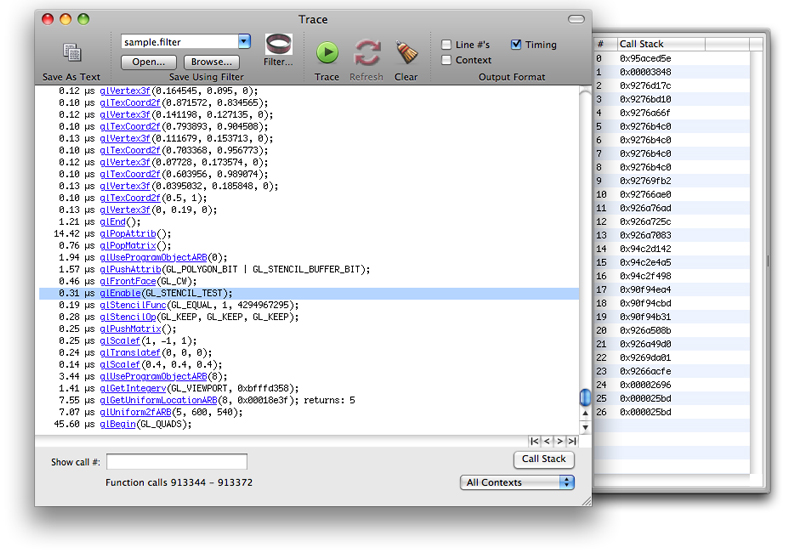 Trace
sample.filter
Open... Browse... Filter...
Save As Text Save Using Filter Trace Refresh Clear
Line #'s Timing
Context
Output Format
0.12 µs glVertex3f(0.164545, 0.095, 0);
0.10 µs glTexCoord2f(0.871572, 0.834565);
0.12 µs glVertex3f(0.141198, 0.127135, 0);
0.10 µs glTexCoord2f(0.793893, 0.904508);
0.13 µs glVertex3f(0.111679, 0.153713, 0);
0.10 µs glTexCoord2f(0.703368, 0.956773);
0.12 µs glVertex3f(0.07728, 0.173574, 0);
0.10 µs glTexCoord2f(0.603956, 0.989074);
0.13 µs glVertex3f(0.0395032, 0.185848, 0);
0.10 µs glTexCoord2f(0.5, 1);
0.13 µs glVertex3f(0, 0.19, 0);
1.21 µs glEnd();
14.42 µs glPopAttrib();
0.76 µs glPopMatrix();
1.94 µs glUseProgramObjectARB(0);
1.57 µs glPushAttrib(GL_POLYGON_BIT | GL_STENCIL_BUFFER_BIT);
0.46 µs glFrontFace(GL_CW);
0.31 µs glEnable(GL_STENCIL_TEST);
0.19 µs glStencilFunc(GL_EQUAL, 1, 4294967295);
0.28 µs glStencilOp(GL_KEEP, GL_KEEP, GL_KEEP);
0.25 µs glPushMatrix();
0.25 µs glScalef(1, -1, 1);
0.24 µs glTranslatef(0, 0, 0);
0.14 µs glScalef(0.4, 0.4, 0.4);
3.44 µs glUseProgramObjectARB(8);
1.41 µs glGetIntegerv(GL_VIEWPORT, 0xbfffd358);
7.55 µs glGetUniformLocationARB(8, 0x00018e3f); returns: 5
7.07 µs glUniform2fARB(5, 600, 540);
45.60 µs glBegin(GL_QUADS);
Show call #:
Call Stack
Function calls 913344 - 913372
All Contexts
# Call Stack
0 0x95aced5e
1 0x00003848
2 0x9276d17c
3 0x9276bd10
4 0x9276a66f
5 0x9276b4c0
6 0x9276b4c0
7 0x9276b4c0
8 0x9276b4c0
9 0x92769fb2
10 0x92766ae0
11 0x926a76ad
12 0x926a725c
13 0x926a7083
14 0x94c2d142
15 0x94c2e4a5
16 0x94c2f498
17 0x90f94ea4
18 0x90f94cbd
19 0x90f94b31
20 0x926a508b
21 0x926a49d0
22 0x9269da01
23 0x9266acfe
24 0x00002696
25 0x000025bd
26 0x000025bd